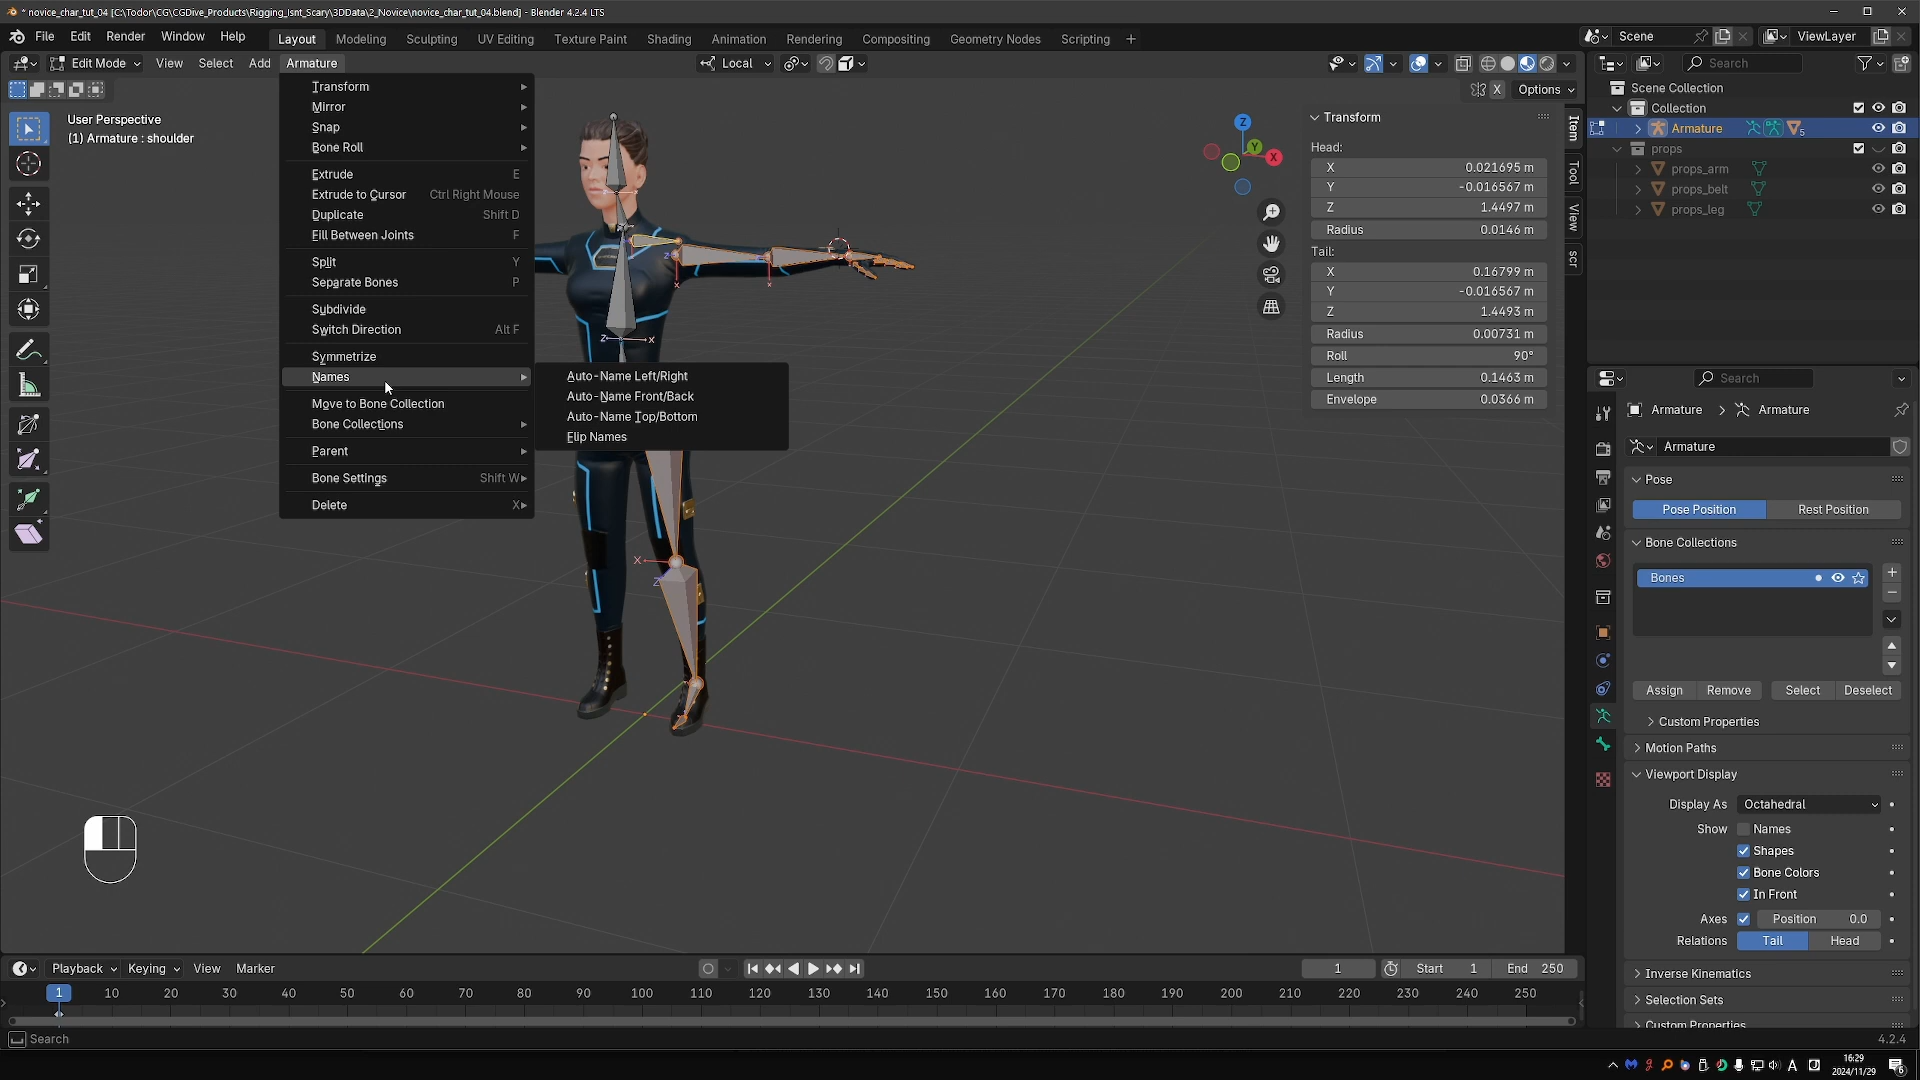 * novice_char_tut_04 [C:\Todor\CG\CGDive_Products\Rigging_Isnt_Scary\3DData\2_Novice\novice_char_tut_04.blend] - Blender 4.2.4 LTS
File Edit Render Window Help Layout Modeling Sculpting UV Editing Texture Paint Shading Animation Rendering Compositing Geometry Nodes Scripting + Scene ViewLayer
Edit Mode View Select Add Armature Local Search
X Options
User Perspective
(1) Armature : shoulder
Transform
Mirror
Snap
Bone Roll
Extrude E
Extrude to Cursor Ctrl Right Mouse
Duplicate Shift D
Fill Between Joints F
Split Y
Separate Bones P
Subdivide
Switch Direction Alt F
Symmetrize
Names
Move to Bone Collection
Bone Collections
Parent
Bone Settings Shift W
Delete X
Auto-Name Left/Right
Auto-Name Front/Back
Auto-Name Top/Bottom
Flip Names
Z
Y
X
Z
x
x
Z
X
X
Z
Transform
Head:
X 0.021695 m
Y -0.016567 m
Z 1.4497 m
Radius 0.0146 m
Tail:
X 0.16799 m
Y -0.016567 m
Z 1.4493 m
Radius 0.00731 m
Roll 90°
Length 0.1463 m
Envelope 0.0366 m
Item
Tool
View
scr
Scene Collection
Collection
Armature 5
props
props_arm
props_belt
props_leg
Search
Armature > Armature
Armature
Pose
Pose Position Rest Position
Bone Collections
Bones
Assign Remove Select Deselect
Custom Properties
Motion Paths
Viewport Display
Display As Octahedral
Show Names
Shapes
Bone Colors
In Front
Axes Position 0.0
Relations Tail Head
Inverse Kinematics
Selection Sets
Custom Properties
Playback Keying View Marker 1 Start 1 End 250
1 10 20 30 40 50 60 70 80 90 100 110 120 130 140 150 160 170 180 190 200 210 220 230 240 250
Search 4.2.4
A 16:29
2024/11/29 6